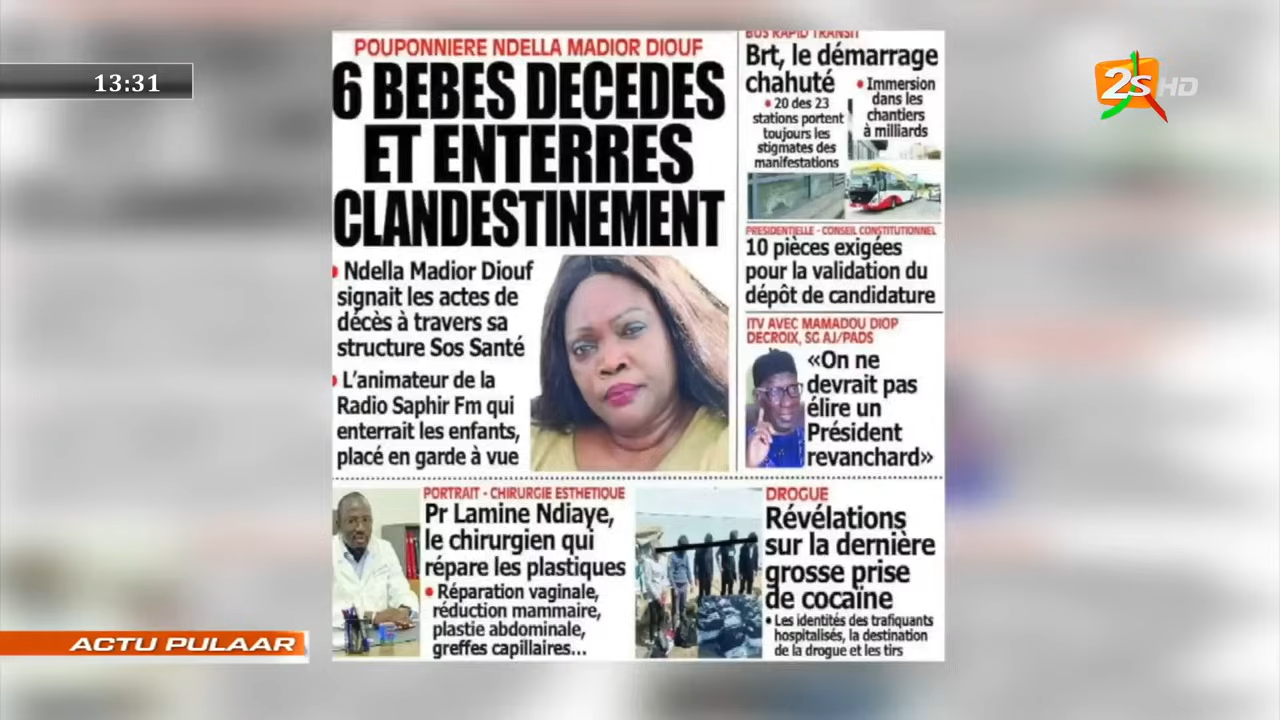 13:31
2S HD
POUPONNIERE NDELLA MADIOR DIOUF
6 BEBES DECEDES
ET ENTERRES
CLANDESTINEMENT
• Ndella Madior Diouf
signait les actes de
décès à travers sa
structure Sos Santé
• L'animateur de la
Radio Saphir Fm qui
enterrait les enfants,
placé en garde à vue
BUS RAPID TRANSIT
Brt, le démarrage
chahuté
• 20 des 23
stations portent
toujours les
stigmates des
manifestations
• Immersion
dans les
chantiers
à milliards
PRESIDENTIELLE - CONSEIL CONSTITUTIONNEL
10 pièces exigées
pour la validation du
dépôt de candidature
ITV AVEC MAMADOU DIOP
DECROIX, SG AJ/PADS
«On ne
devrait pas
élire un
Président
revanchard»
PORTRAIT - CHIRURGIE ESTHETIQUE
Pr Lamine Ndiaye,
le chirurgien qui
répare les plastiques
• Réparation vaginale,
réduction mammaire,
plastie abdominale,
greffes capillaires...
DROGUE
Révélations
sur la dernière
grosse prise
de cocaïne
• Les identités des trafiquants
hospitalisés, la destination
de la drogue et les tirs
ACTU PULAAR